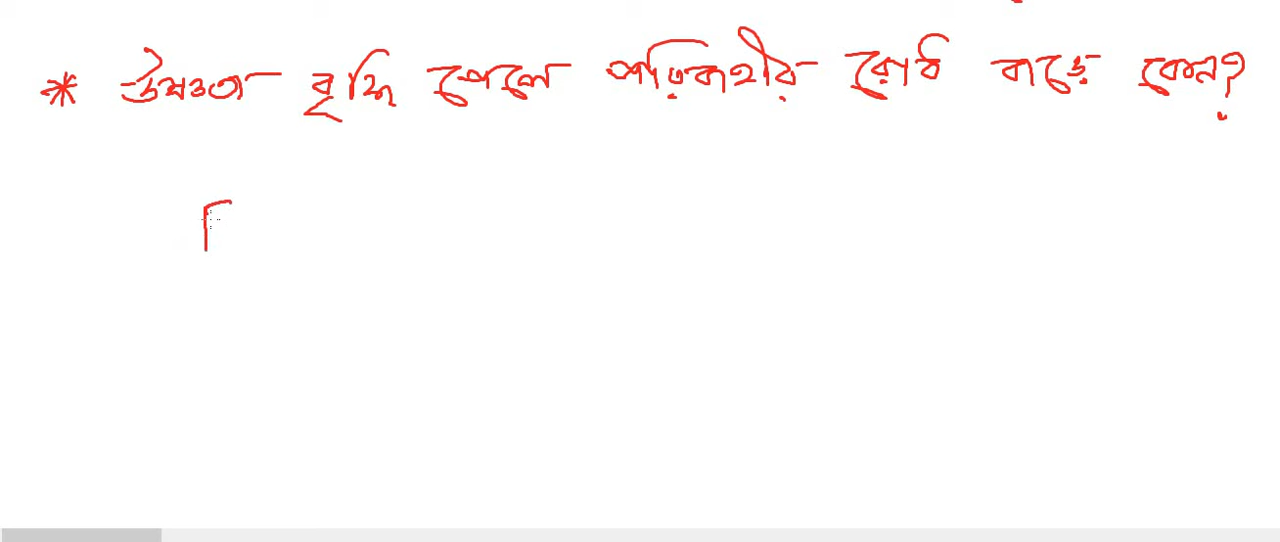 * উষ্ণতা বৃদ্ধি পেলে পরিবাহীর রোধ বাড়ে কেন?